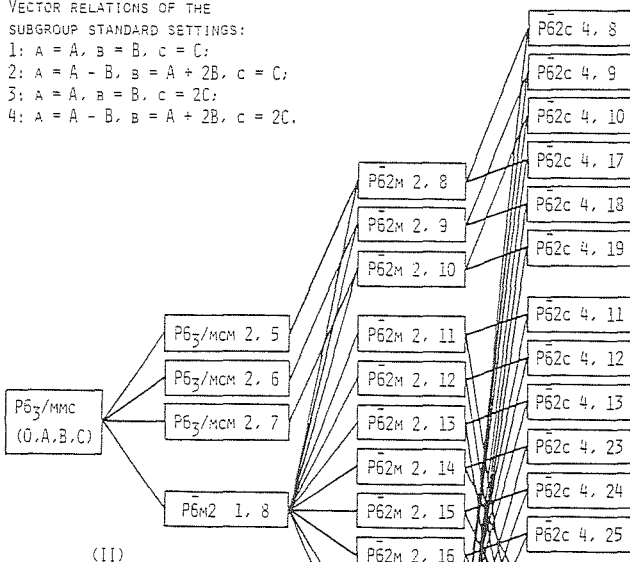 VECTOR RELATIONS OF THE
SUBGROUP STANDARD SETTINGS:
1: A = A, B = B, C = C;
2: A = A - B, B = A + 2B, C = C;
3: A = A, B = B, C = 2C;
4: A = A - B, B = A + 2B, C = 2C.
P6₃/MMC
(0,A,B,C)
(II)
P6₃/MCM 2, 5
P6₃/MCM 2, 6
P6₃/MCM 2, 7
P6̄M2 1, 8
P6̄2M 2, 8
P6̄2M 2, 9
P6̄2M 2, 10
P6̄2M 2, 11
P6̄2M 2, 12
P6̄2M 2, 13
P6̄2M 2, 14
P6̄2M 2, 15
P6̄2M 2, 16
P6̄2C 4, 8
P6̄2C 4, 9
P6̄2C 4, 10
P6̄2C 4, 17
P6̄2C 4, 18
P6̄2C 4, 19
P6̄2C 4, 11
P6̄2C 4, 12
P6̄2C 4, 13
P6̄2C 4, 23
P6̄2C 4, 24
P6̄2C 4, 25